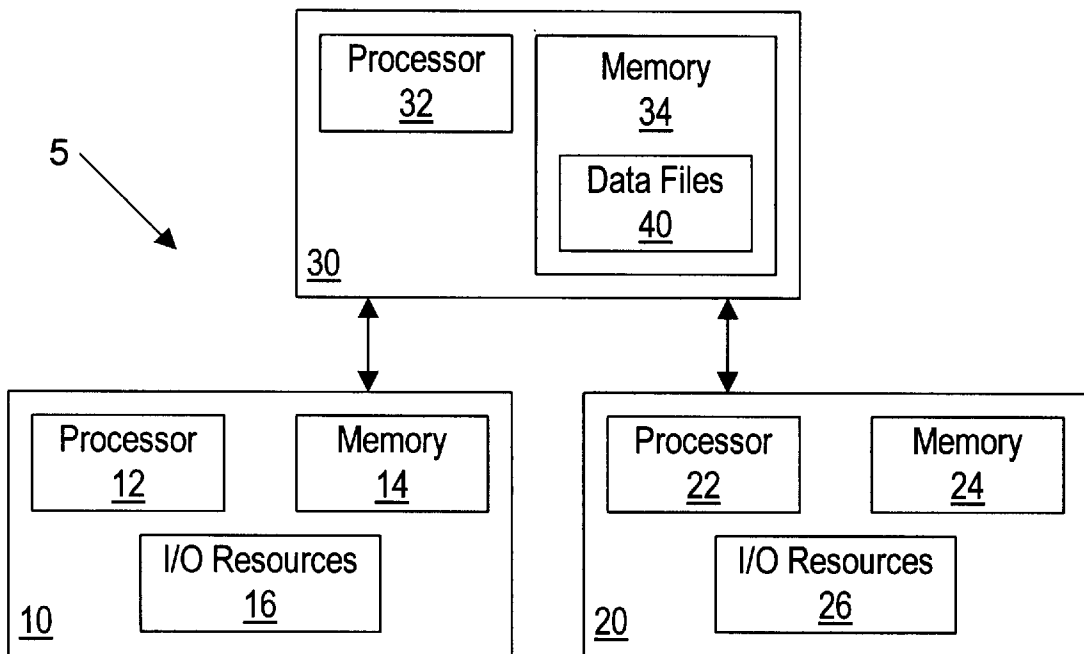 Processor
32
Memory
34
Data Files
40
30
5
Processor
12
Memory
14
I/O Resources
16
10
Processor
22
Memory
24
I/O Resources
26
20